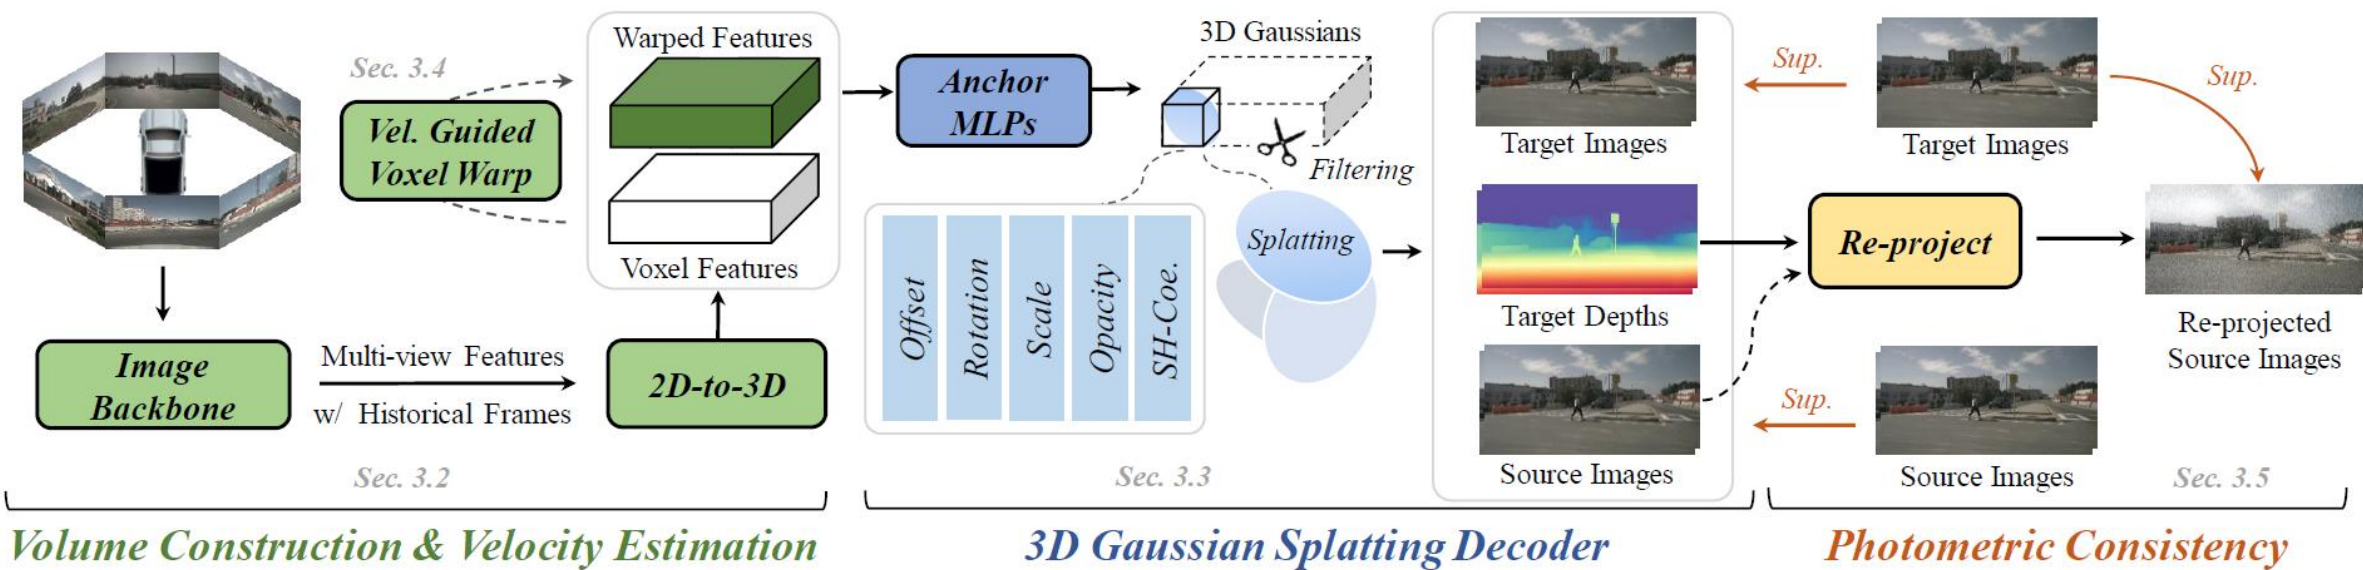 Sec. 3.4
Vel. Guided
Voxel Warp
Warped Features
Voxel Features
Image
Backbone
Multi-view Features
w/ Historical Frames
2D-to-3D
Sec. 3.2
Volume Construction & Velocity Estimation
Anchor
MLPs
3D Gaussians
Filtering
Offset
Rotation
Scale
Opacity
SH-Coe.
Splatting
Target Images
Target Depths
Source Images
Sec. 3.3
3D Gaussian Splatting Decoder
Sup.
Target Images
Sup.
Re-project
Re-projected
Source Images
Sup.
Source Images
Sec. 3.5
Photometric Consistency